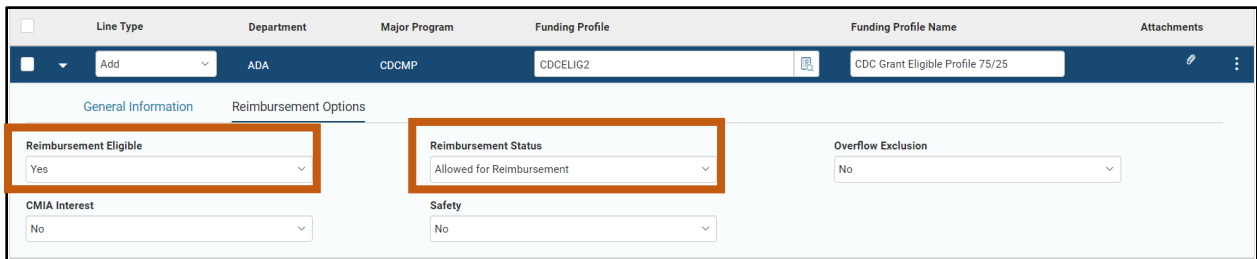 Line Type Department Major Program Funding Profile Funding Profile Name Attachments
Add ADA CDCMP CDCELIG2 CDC Grant Eligible Profile 75/25
General Information Reimbursement Options
Reimbursement Eligible Reimbursement Status Overflow Exclusion
Yes Allowed for Reimbursement No
CMIA Interest Safety
No No